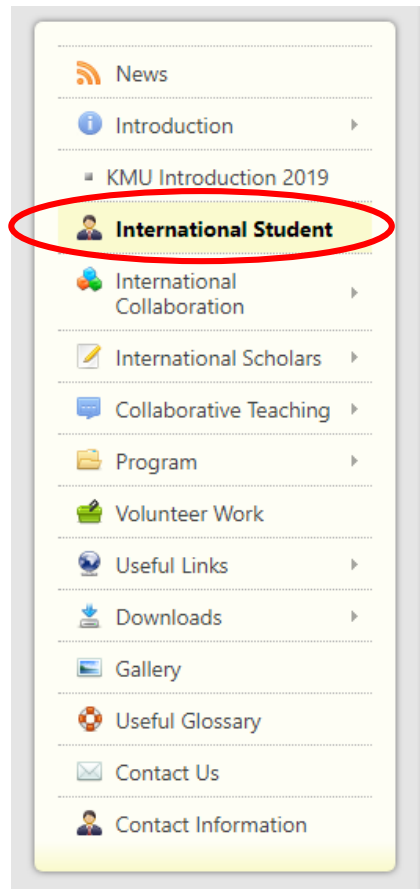 News
Introduction
KMU Introduction 2019
International Student
International
Collaboration
International Scholars
Collaborative Teaching
Program
Volunteer Work
Useful Links
Downloads
Gallery
Useful Glossary
Contact Us
Contact Information